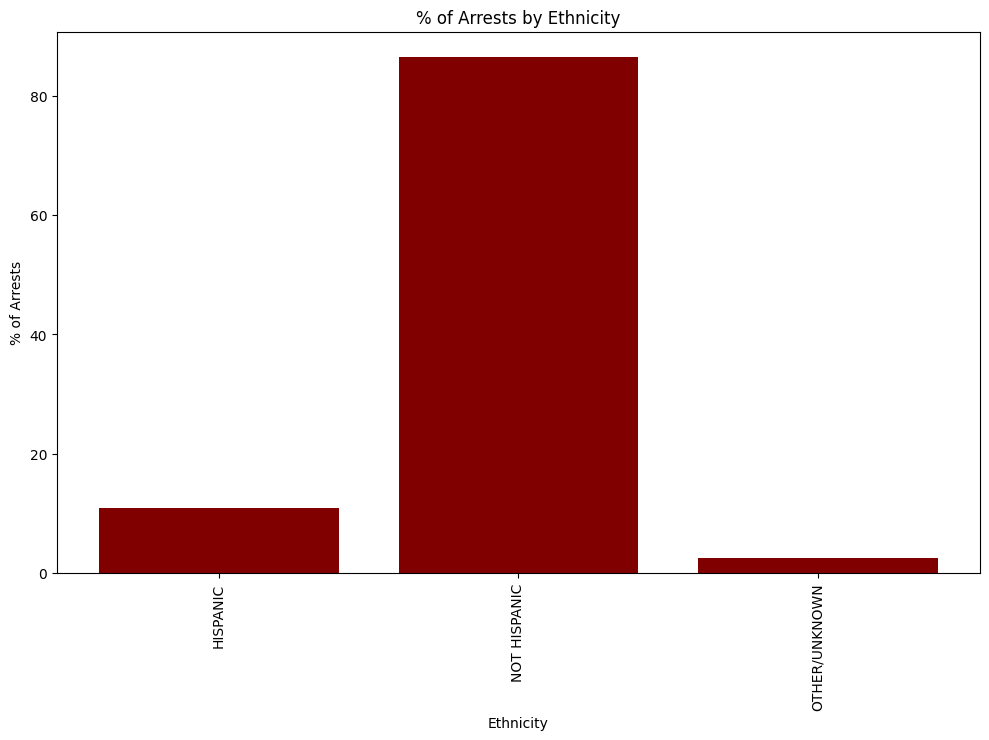 % of Arrests by Ethnicity
% of Arrests
80
60
40
20
0
HISPANIC
NOT HISPANIC
OTHER/UNKNOWN
Ethnicity